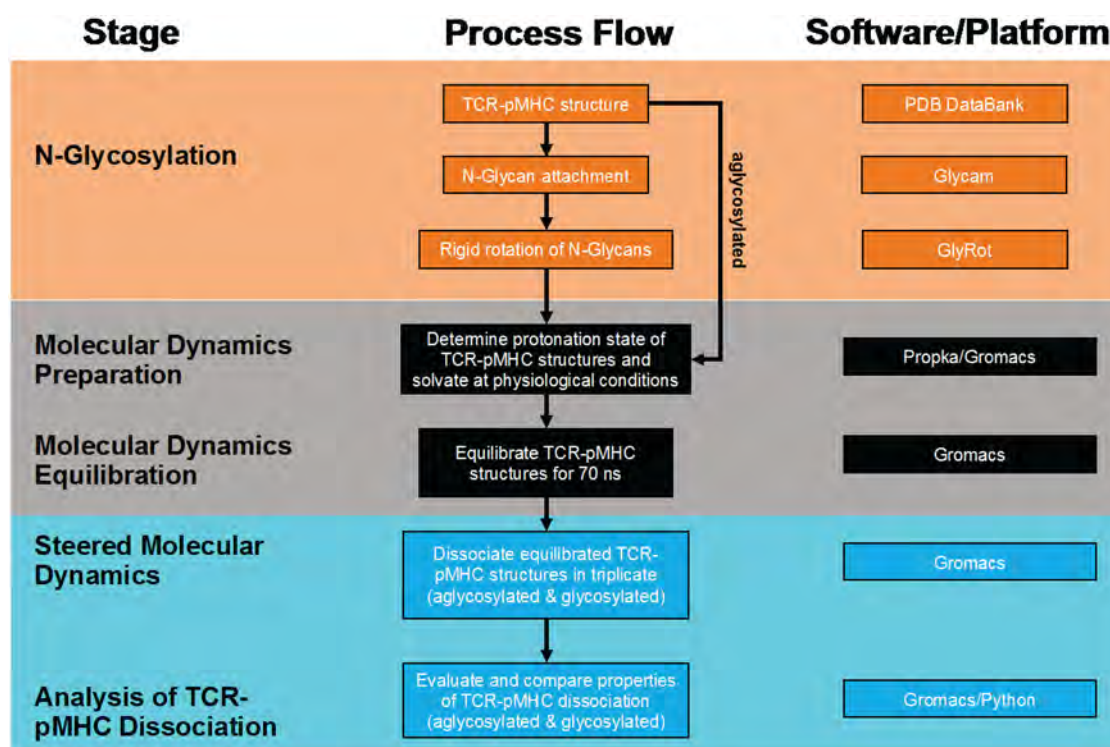 Stage
Process Flow
Software/Platform
N-Glycosylation
TCR-pMHC structure
PDB DataBank
N-Glycan attachment
Glycam
aglycosylated
Rigid rotation of N-Glycans
GlyRot
Molecular Dynamics
Preparation
Determine protonation state of
TCR-pMHC structures and
solvate at physiological conditions
Propka/Gromacs
Molecular Dynamics
Equilibration
Equilibrate TCR-pMHC
structures for 70 ns
Gromacs
Steered Molecular
Dynamics
Dissociate equilibrated TCR-
pMHC structures in triplicate
(aglycosylated & glycosylated)
Gromacs
Analysis of TCR-
pMHC Dissociation
Evaluate and compare properties
of TCR-pMHC dissociation
(aglycosylated & glycosylated)
Gromacs/Python